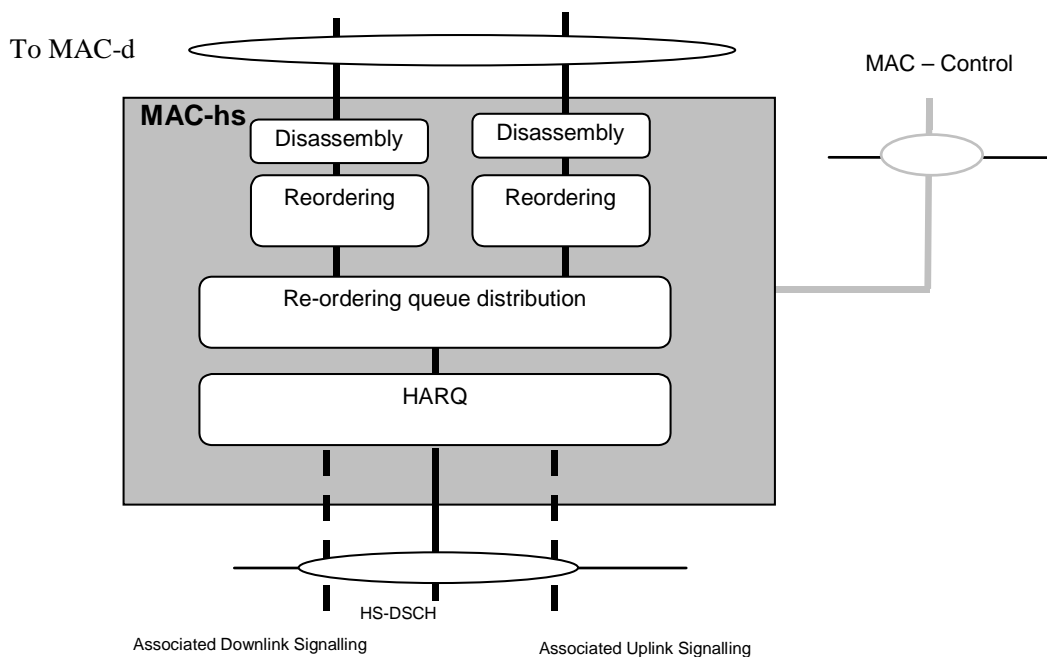 To MAC-d
MAC – Control
MAC-hs
Disassembly
Disassembly
Reordering
Reordering
Re-ordering queue distribution
HARQ
HS-DSCH
Associated Downlink Signalling
Associated Uplink Signalling